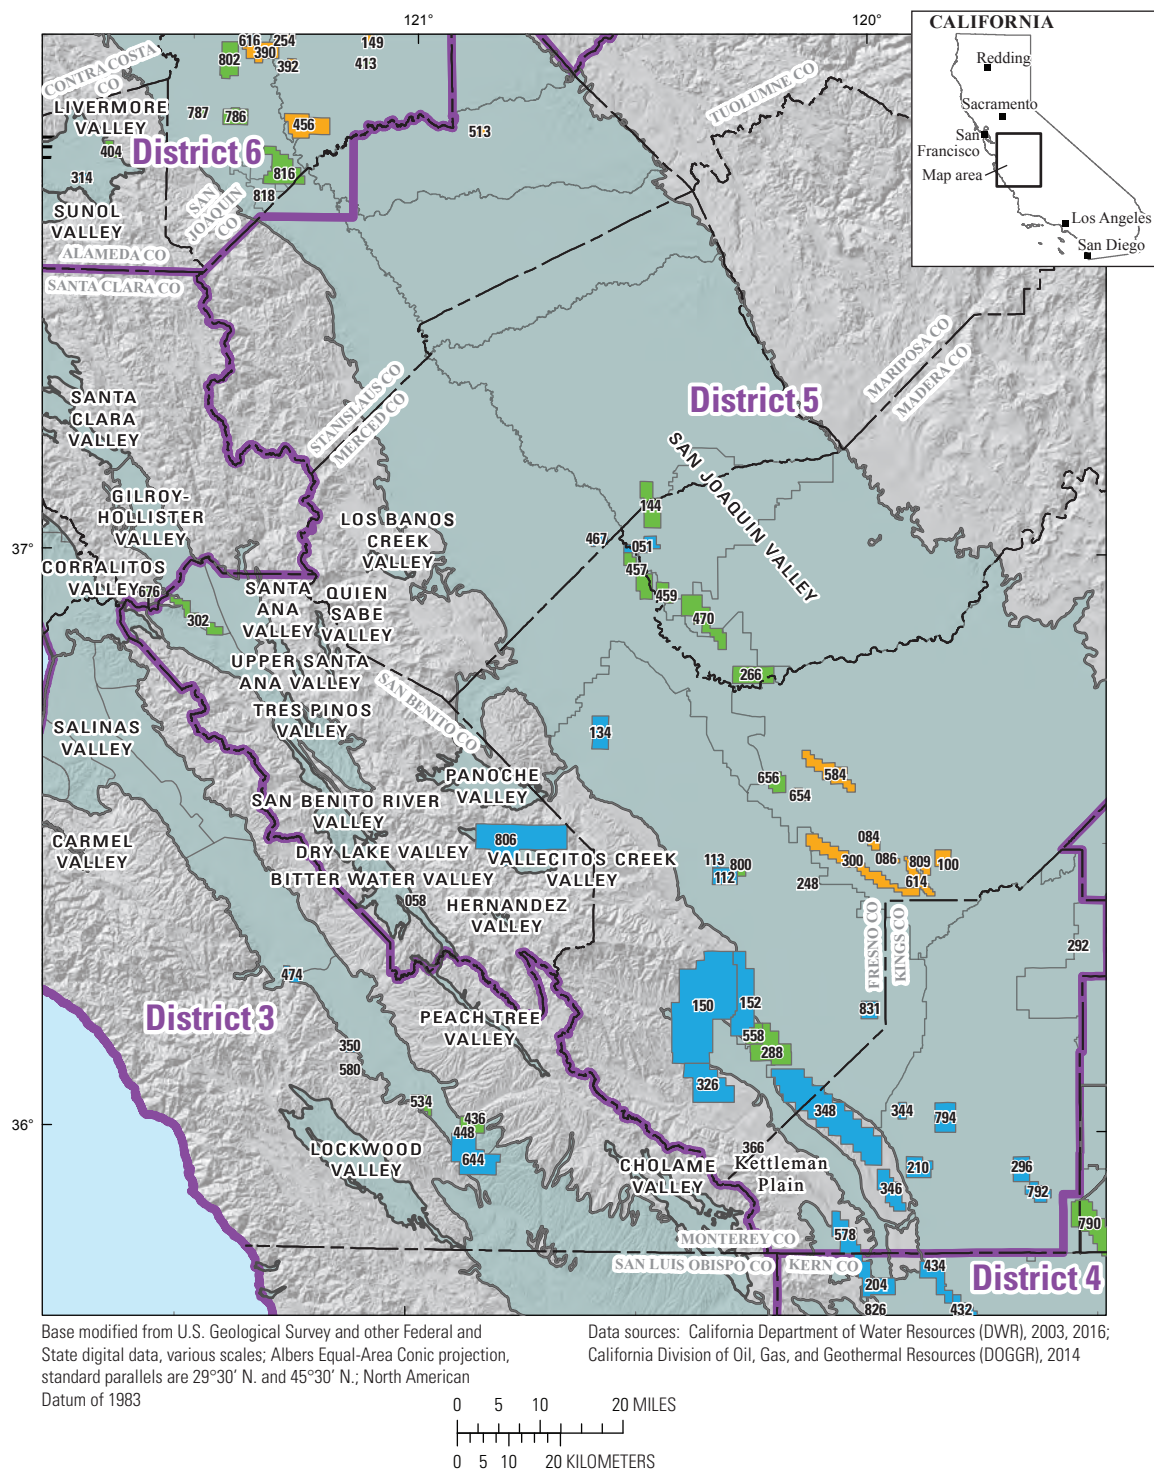 121°
120°
CALIFORNIA
Redding
Sacramento
San
Francisco
Map area
Los Angeles
San Diego
616
254
149
390
802
392
413
CONTRA COSTA
CO
TUOLUMNE CO
LIVERMORE
VALLEY
787
786
456
513
404
District 6
314
816
818
SAN
JOAQUIN
CO
SUNOL
VALLEY
ALAMEDA CO
SANTA CLARA CO
MARIPOSA CO
MADERA CO
STANISLAUS CO
MERCED CO
District 5
SANTA
CLARA
VALLEY
SAN JOAQUIN VALLEY
GILROY-
HOLLISTER
VALLEY
LOS BANOS
CREEK
VALLEY
144
37°
467
051
457
459
470
266
CORRALITOS
VALLEY
676
302
SANTA
ANA
VALLEY
QUIEN
SABE
VALLEY
UPPER SANTA
ANA VALLEY
SAN BENITO CO
TRES PINOS
VALLEY
SALINAS
VALLEY
134
PANOCHE
VALLEY
656
654
584
SAN BENITO RIVER
VALLEY
CARMEL
VALLEY
806
DRY LAKE VALLEY
VALLECITOS CREEK
VALLEY
BITTER WATER VALLEY
113
800
112
084
300
086
809
100
248
614
058
HERNANDEZ
VALLEY
FRESNO CO
KINGS CO
292
474
District 3
PEACH TREE
VALLEY
150
152
831
558
288
350
580
326
534
436
448
644
348
344
794
LOCKWOOD
VALLEY
36°
366
CHOLAME
VALLEY
Kettleman
Plain
210
296
346
792
790
578
MONTEREY CO
SAN LUIS OBISPO CO
KERN CO
204
434
826
432
District 4
Base modified from U.S. Geological Survey and other Federal and
State digital data, various scales; Albers Equal-Area Conic projection,
standard parallels are 29°30′ N. and 45°30′ N.; North American
Datum of 1983
Data sources: California Department of Water Resources (DWR), 2003, 2016;
California Division of Oil, Gas, and Geothermal Resources (DOGGR), 2014
0 5 10 20 MILES
0 5 10 20 KILOMETERS